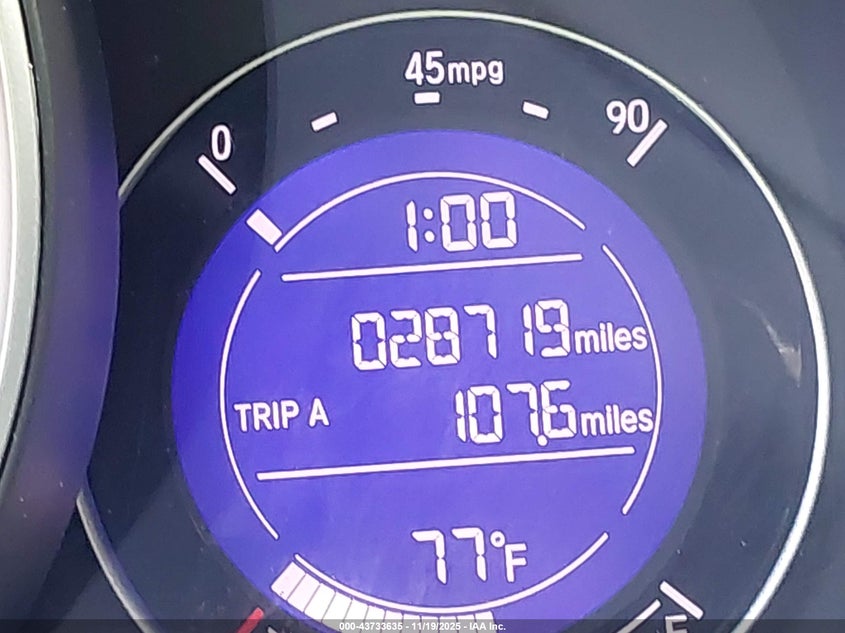 45mpg
0
90
1:00
028719miles
TRIP A 107.6miles
77°F
000-43733635 - 11/19/2025 - IAA Inc.